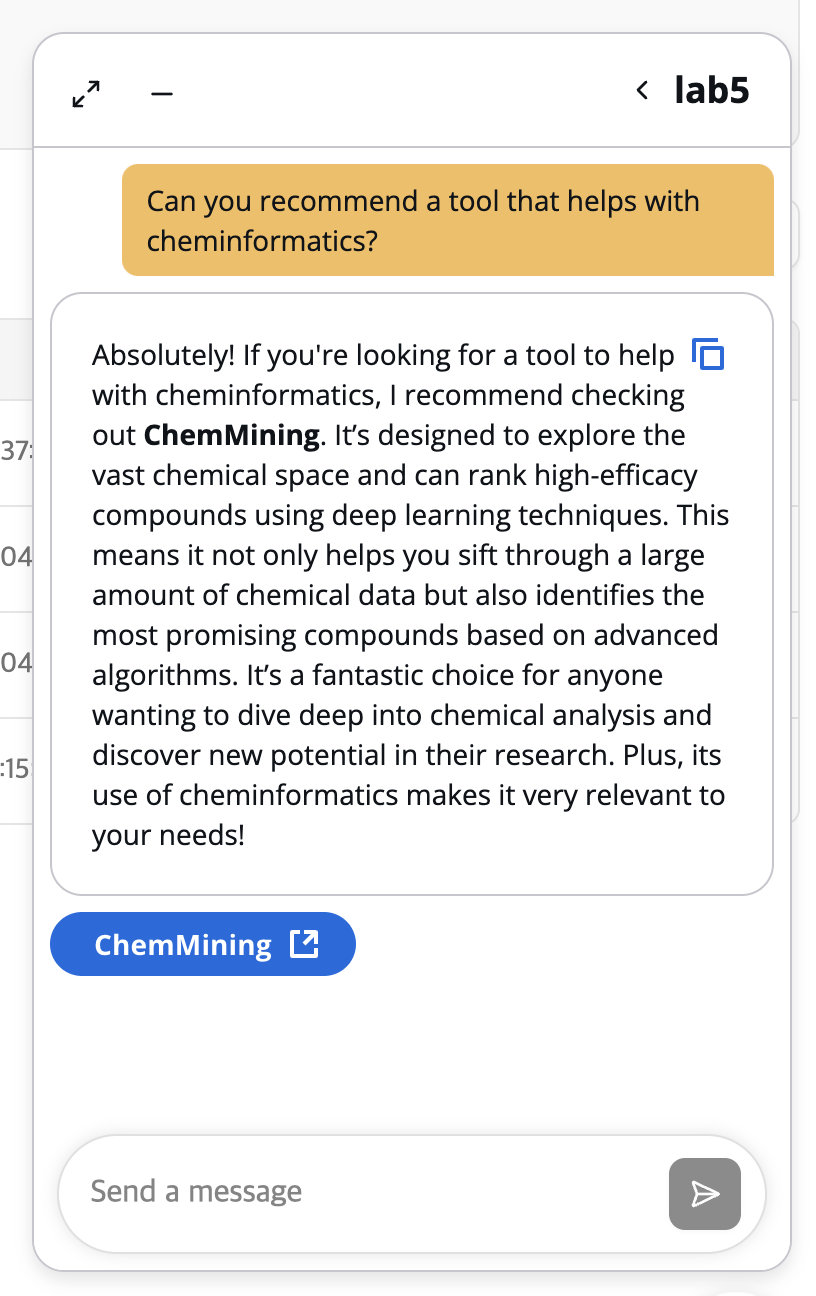 lab5
Can you recommend a tool that helps with
cheminformatics?
Absolutely! If you're looking for a tool to help
with cheminformatics, I recommend checking
out ChemMining. It’s designed to explore the
vast chemical space and can rank high-efficacy
compounds using deep learning techniques. This
means it not only helps you sift through a large
amount of chemical data but also identifies the
most promising compounds based on advanced
algorithms. It’s a fantastic choice for anyone
wanting to dive deep into chemical analysis and
discover new potential in their research. Plus, its
use of cheminformatics makes it very relevant to
your needs!
37:
04
04
:15
ChemMining
Send a message